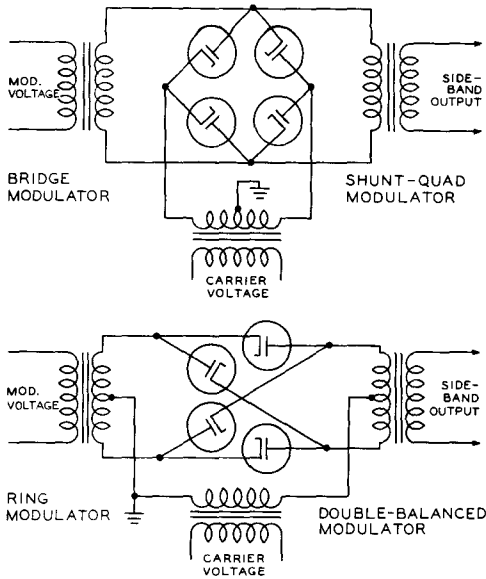 MOD.
VOLTAGE
SIDE-
BAND
OUTPUT
BRIDGE
MODULATOR
SHUNT-QUAD
MODULATOR
CARRIER
VOLTAGE
MOD.
VOLTAGE
SIDE-
BAND
OUTPUT
RING
MODULATOR
DOUBLE-BALANCED
MODULATOR
CARRIER
VOLTAGE